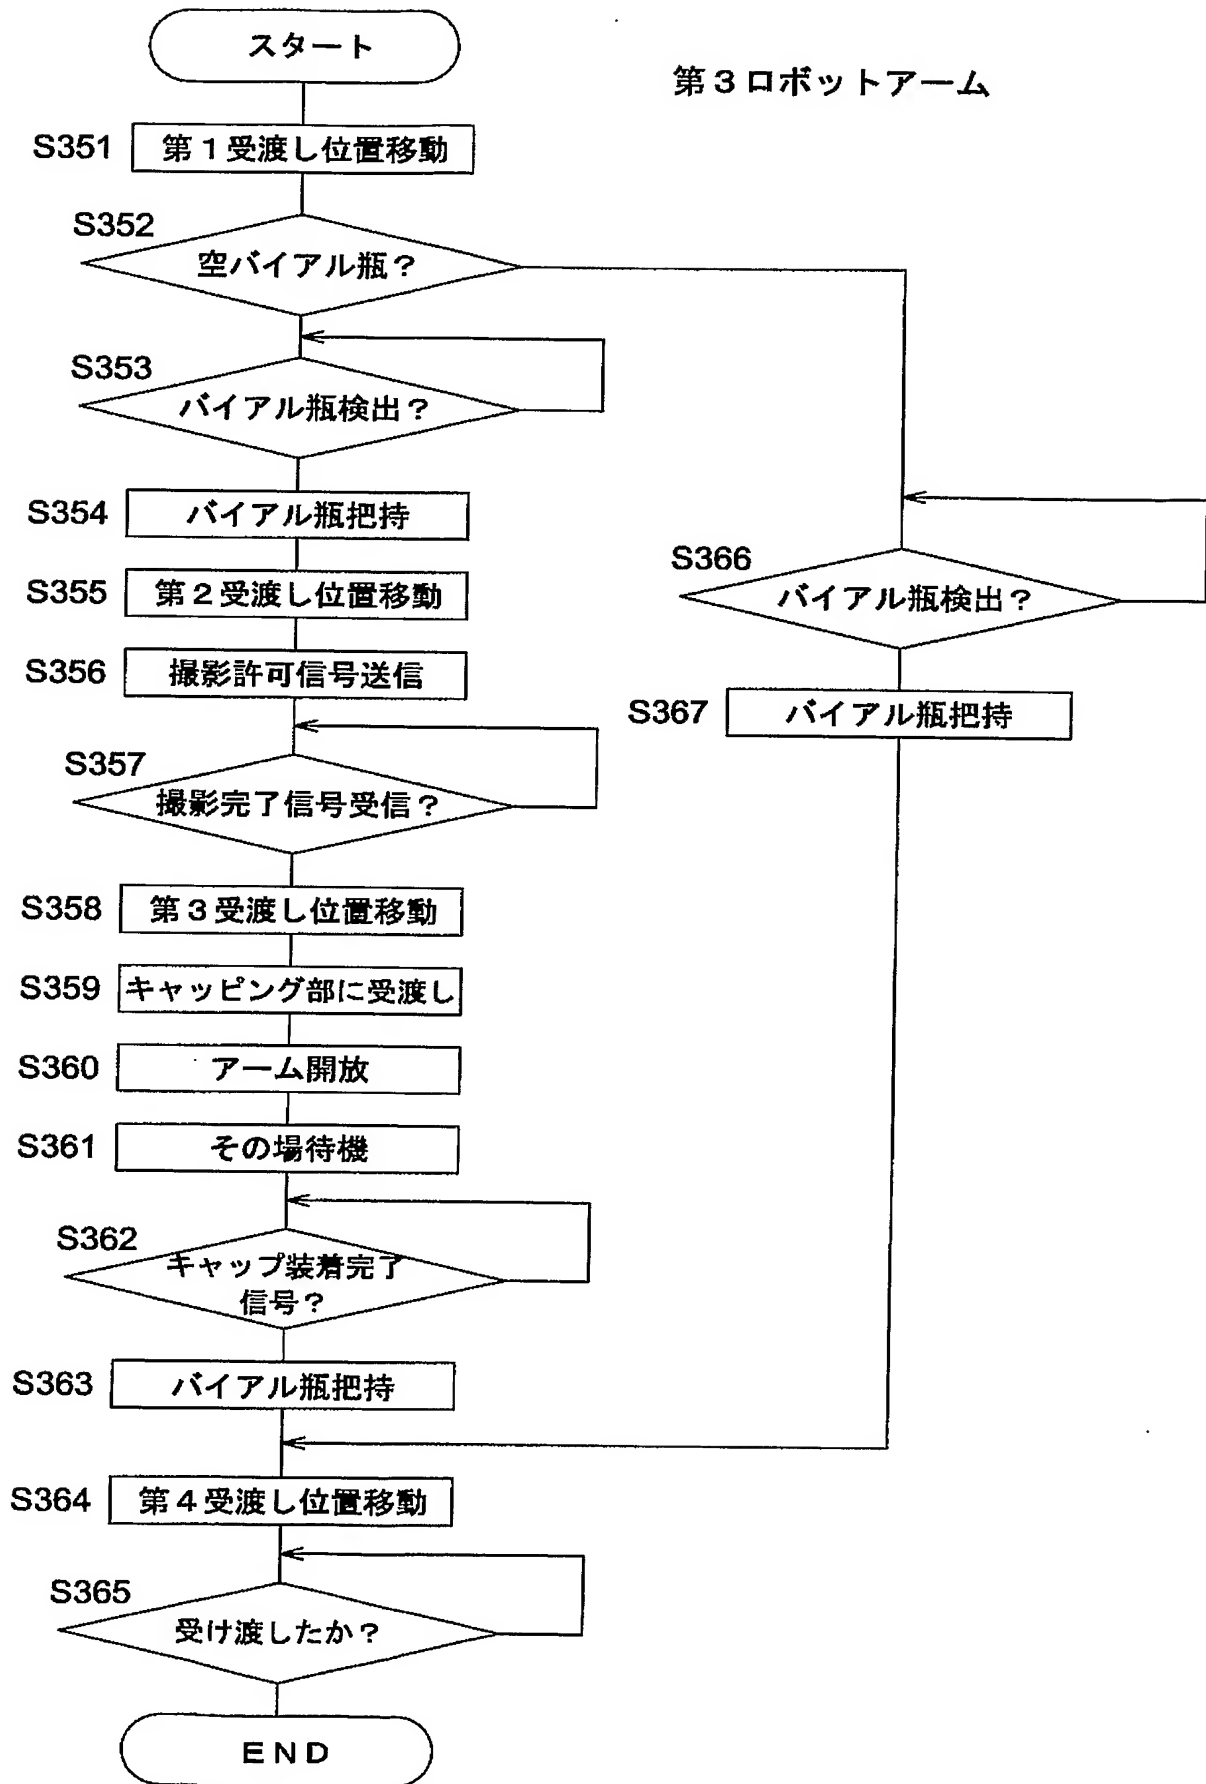 スタート
第3ロボットアーム
S351
第1受渡し位置移動
S352
空バイアル瓶?
S353
バイアル瓶検出?
S354
バイアル瓶把持
S355
第2受渡し位置移動
S356
撮影許可信号送信
S357
撮影完了信号受信?
S358
第3受渡し位置移動
S359
キャッピング部に受渡し
S360
アーム開放
S361
その場待機
S362
キャップ装着完了
信号?
S363
バイアル瓶把持
S364
第4受渡し位置移動
S365
受け渡したか?
END
S366
バイアル瓶検出?
S367
バイアル瓶把持